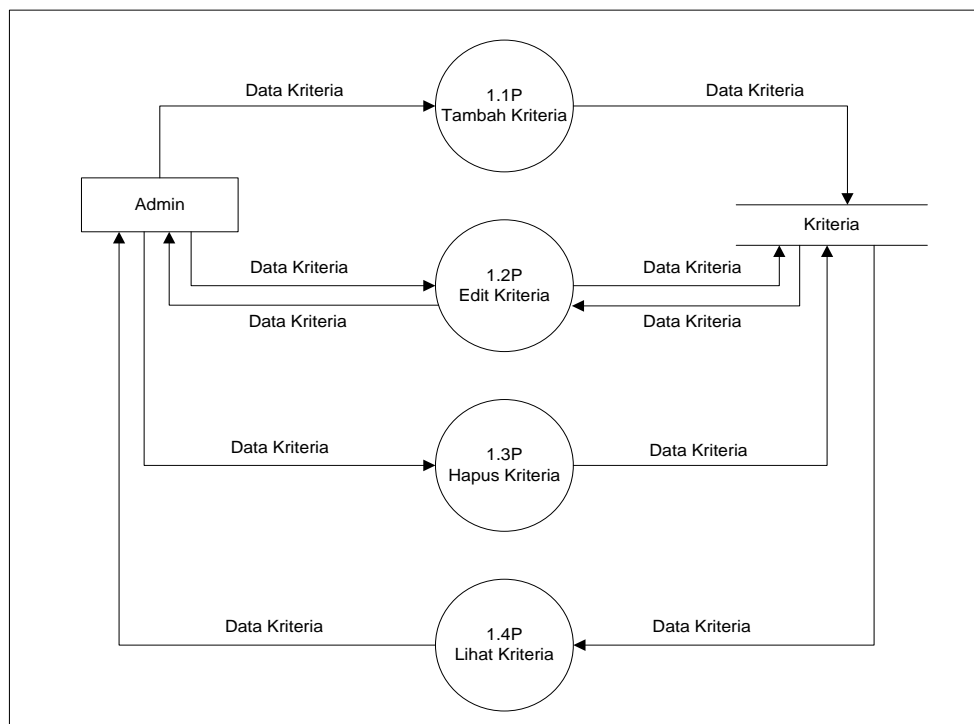 Data Kriteria
1.1P
Tambah Kriteria
Data Kriteria
Admin
Kriteria
Data Kriteria
1.2P
Edit Kriteria
Data Kriteria
Data Kriteria
Data Kriteria
Data Kriteria
1.3P
Hapus Kriteria
Data Kriteria
Data Kriteria
1.4P
Lihat Kriteria
Data Kriteria